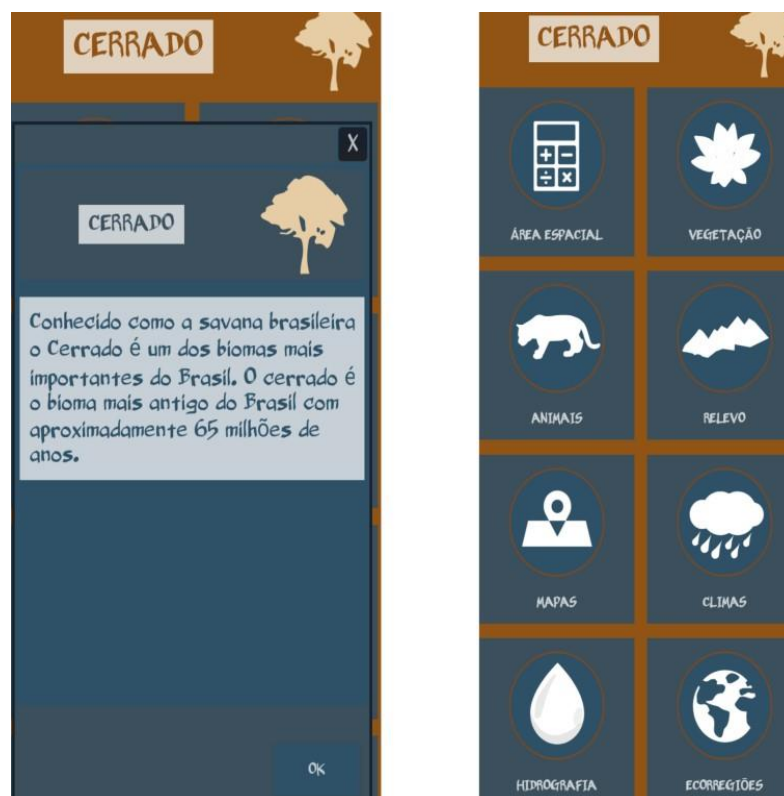 CERRADO
X
CERRADO
Conhecido como a savana brasileira
o Cerrado é um dos biomas mais
importantes do Brasil. O cerrado é
o bioma mais antigo do Brasil com
aproximadamente 65 milhões de
anos.
OK
CERRADO
ÁREA ESPACIAL
VEGETAÇÃO
ANIMAIS
RELEVO
MAPAS
CLIMAS
HIDROGRAFIA
ECORREGIÕES